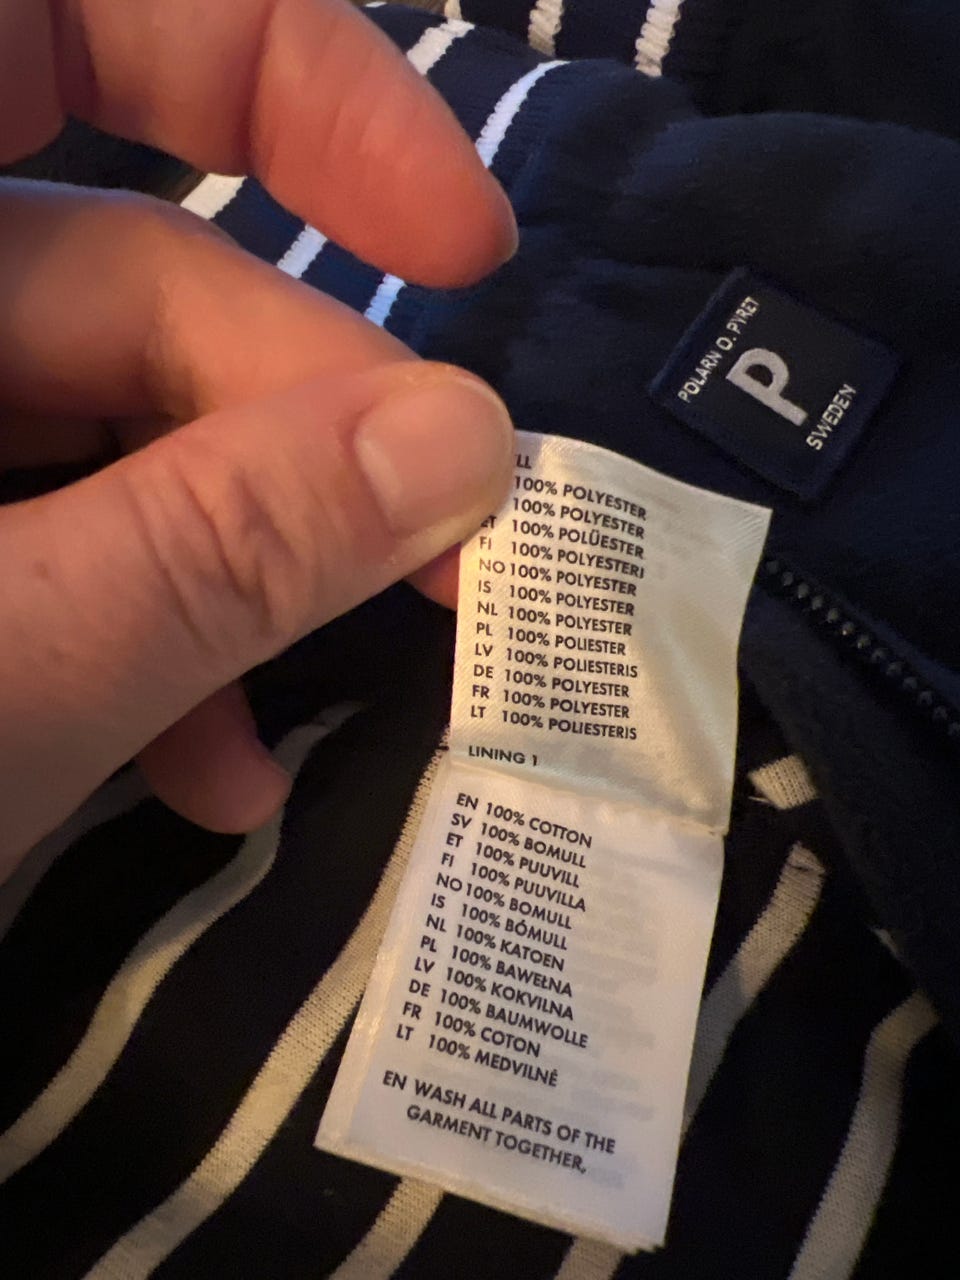 POLARN O. PYRET
P
SWEDEN
LL
100% POLYESTER
100% POLYESTER
ET 100% POLÜESTER
FI 100% POLYESTERI
NO 100% POLYESTER
IS 100% POLYESTER
NL 100% POLYESTER
PL 100% POLIESTER
LV 100% POLIESTERIS
DE 100% POLYESTER
FR 100% POLYESTER
LT 100% POLIESTERIS
LINING 1
EN 100% COTTON
SV 100% BOMULL
ET 100% PUUVILL
FI 100% PUUVILLA
NO 100% BOMULL
IS 100% BÓMULL
NL 100% KATOEN
PL 100% BAWEŁNA
LV 100% KOKVILNA
DE 100% BAUMWOLLE
FR 100% COTON
LT 100% MEDVILNĖ
EN WASH ALL PARTS OF THE
GARMENT TOGETHER,